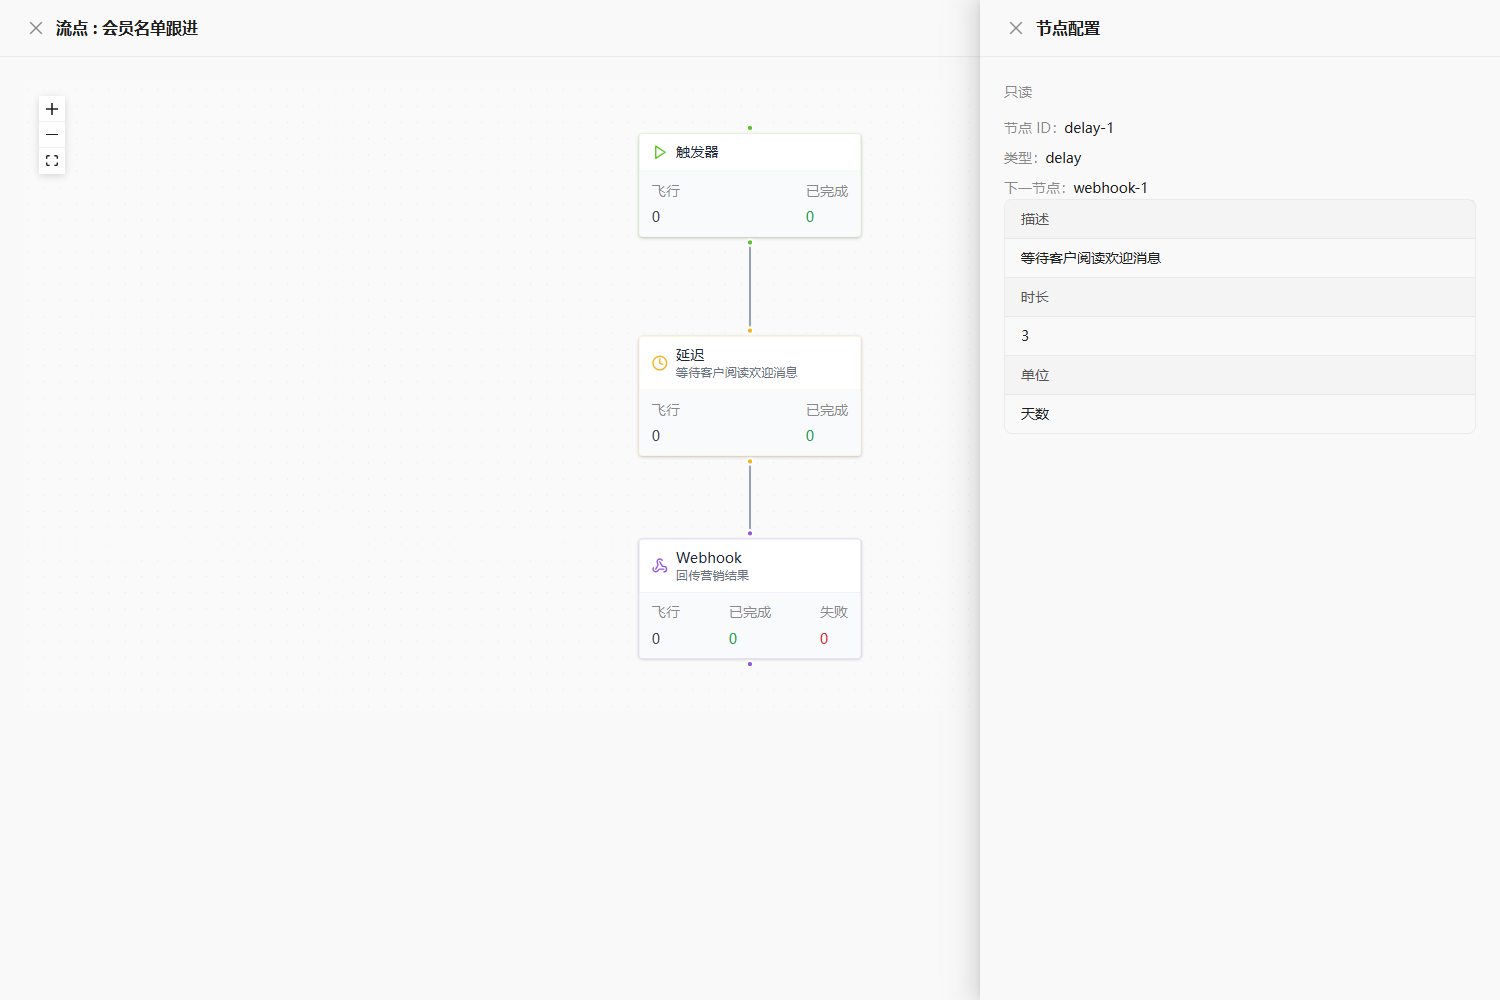 流点 : 会员名单跟进
触发器
飞行 已完成
0 0
延迟
等待客户阅读欢迎消息
飞行 已完成
0 0
Webhook
回传营销结果
飞行 已完成 失败
0 0 0
节点配置
只读
节点 ID： delay-1
类型： delay
下一节点： webhook-1
描述
等待客户阅读欢迎消息
时长
3
单位
天数